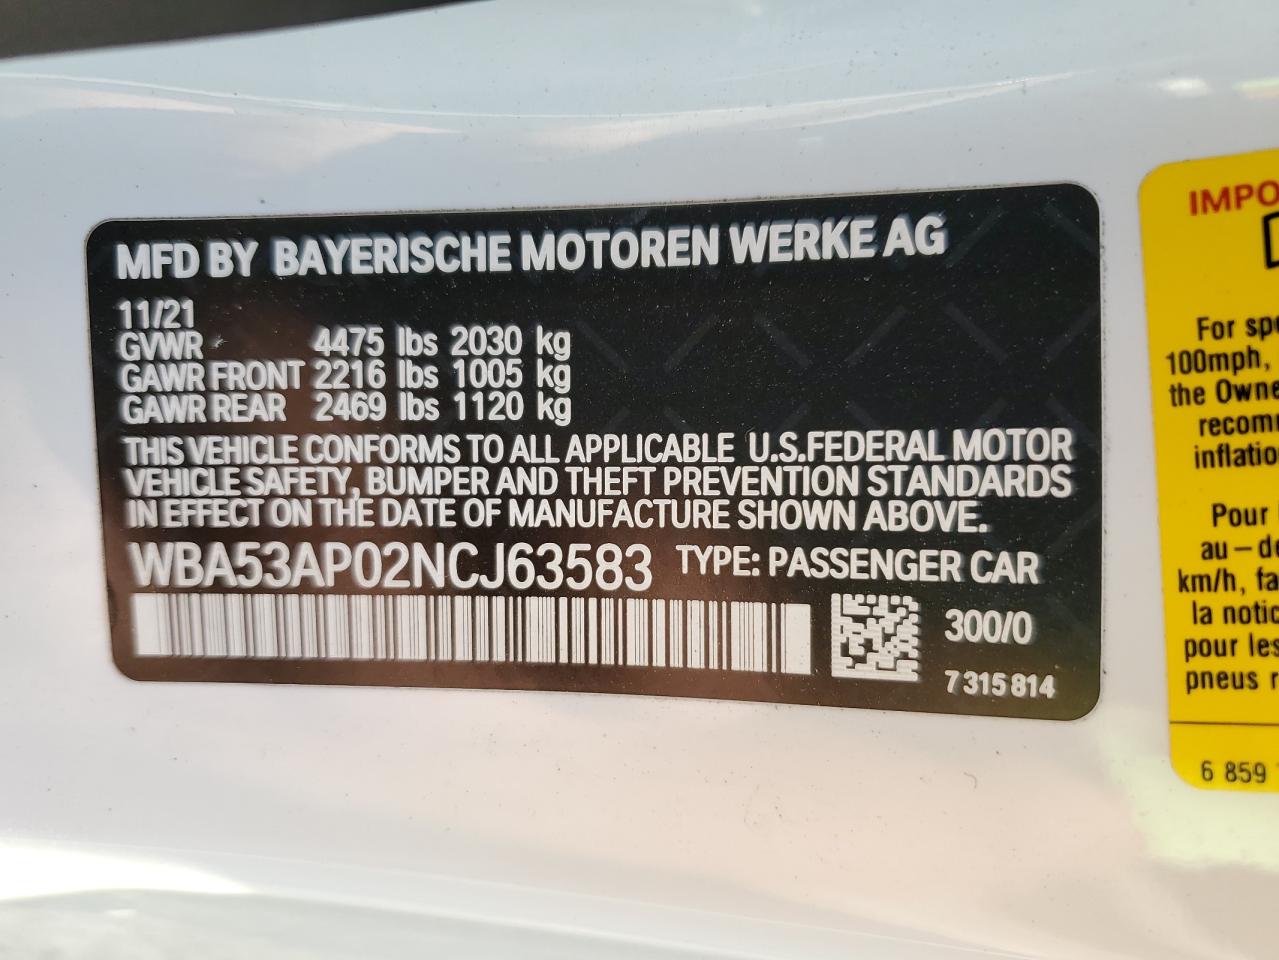 MFD BY BAYERISCHE MOTOREN WERKE AG
11/21
GVWR 4475 lbs 2030 kg
GAWR FRONT 2216 lbs 1005 kg
GAWR REAR 2469 lbs 1120 kg
THIS VEHICLE CONFORMS TO ALL APPLICABLE U.S.FEDERAL MOTOR
VEHICLE SAFETY, BUMPER AND THEFT PREVENTION STANDARDS
IN EFFECT ON THE DATE OF MANUFACTURE SHOWN ABOVE.
WBA53AP02NCJ63583 TYPE: PASSENGER CAR
300/0
7 315 814
IMPO
For spe
100mph,
the Owne
recomm
inflatio
Pour
au-de
km/h, fa
la notic
pour les
pneus r
6 859